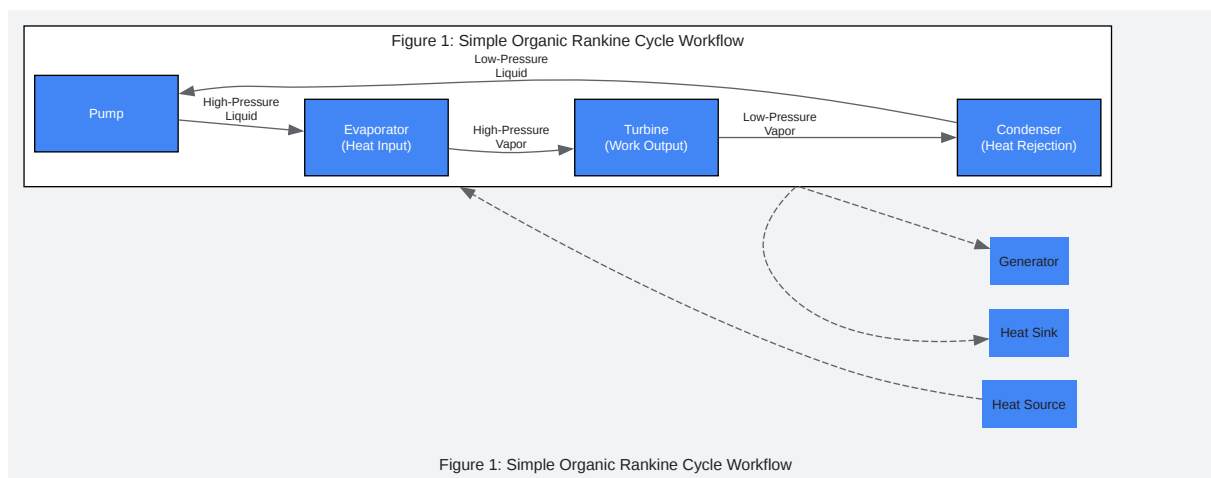 Figure 1: Simple Organic Rankine Cycle Workflow
Low-Pressure
Liquid
Pump
High-Pressure
Liquid
Evaporator
(Heat Input)
High-Pressure
Vapor
Turbine
(Work Output)
Low-Pressure
Vapor
Condenser
(Heat Rejection)
Generator
Heat Sink
Heat Source
Figure 1: Simple Organic Rankine Cycle Workflow